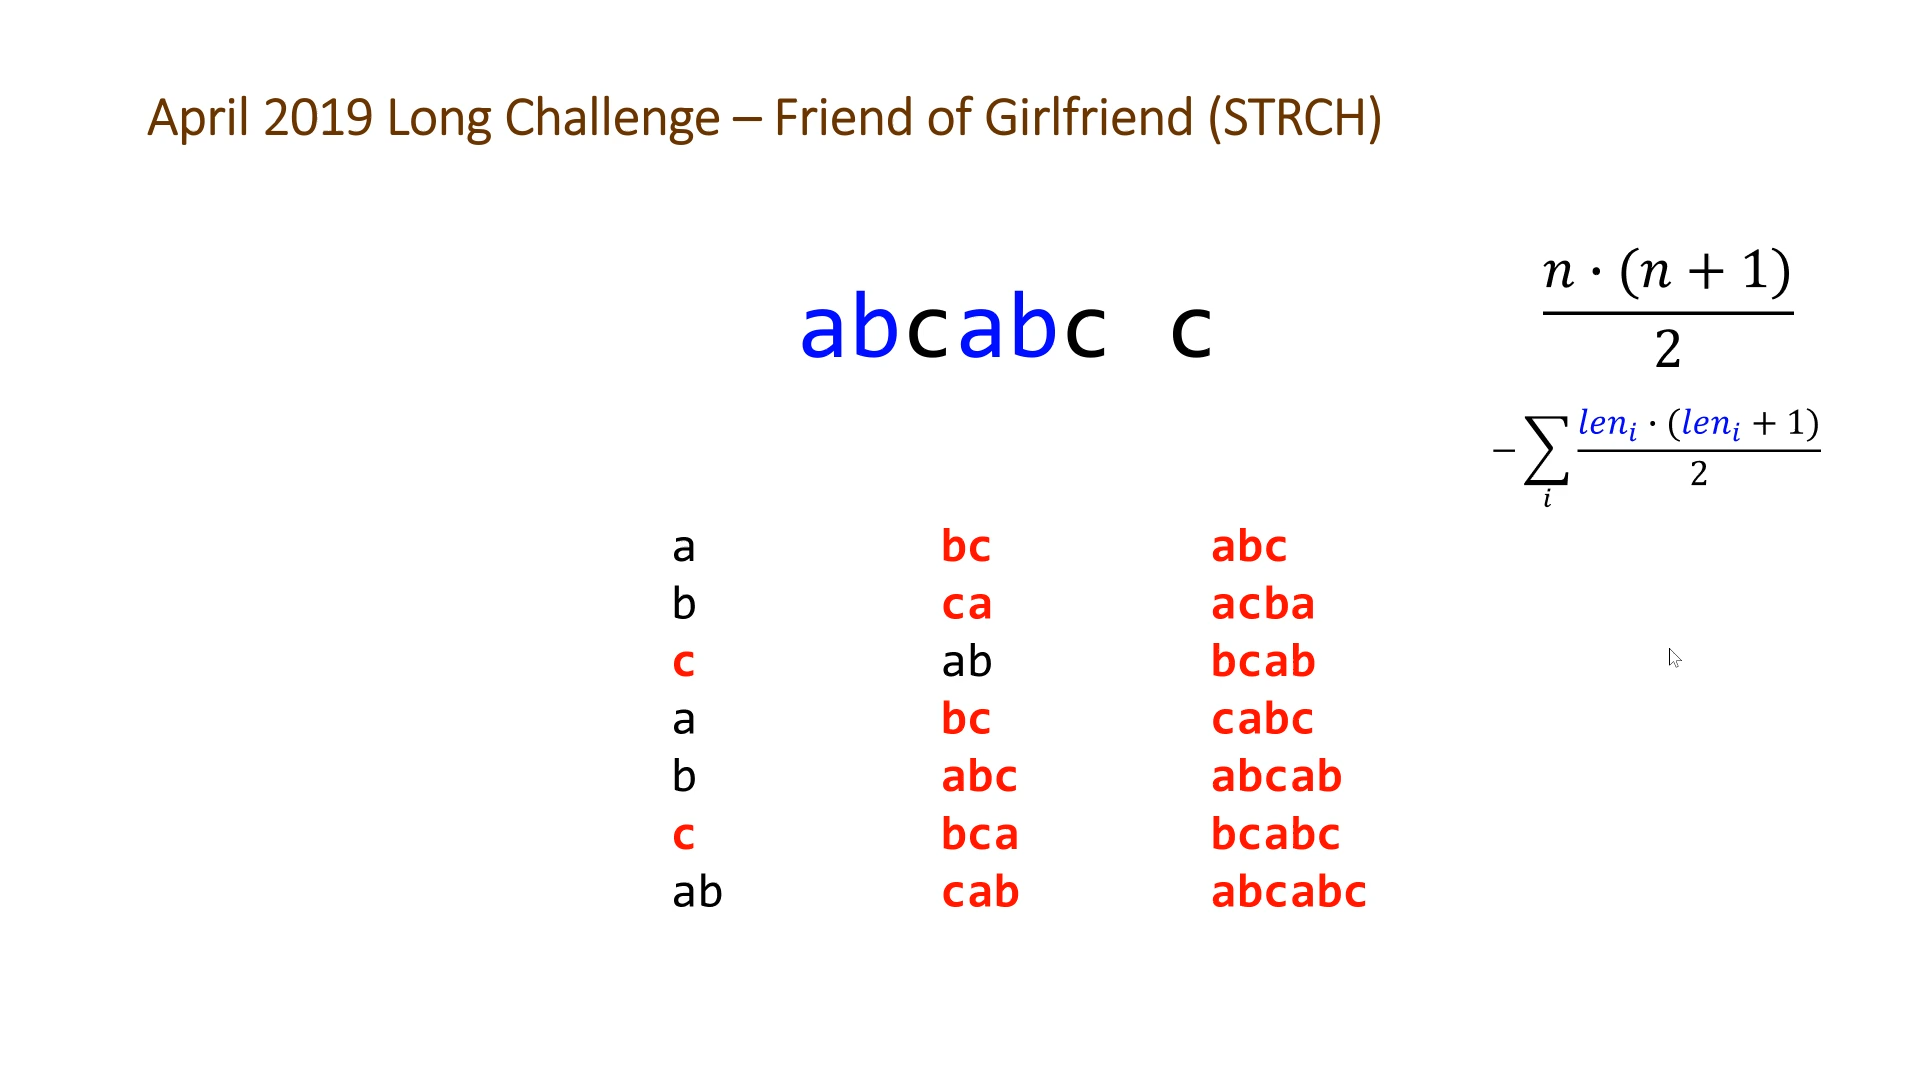 April 2019 Long Challenge – Friend of Girlfriend (STRCH)
abcabc c
n · (n + 1)
2
− ∑ len_i · (len_i + 1)
2
i
a bc abc
b ca acba
c ab bcab
a bc cabc
b abc abcab
c bca bcabc
ab cab abcabc